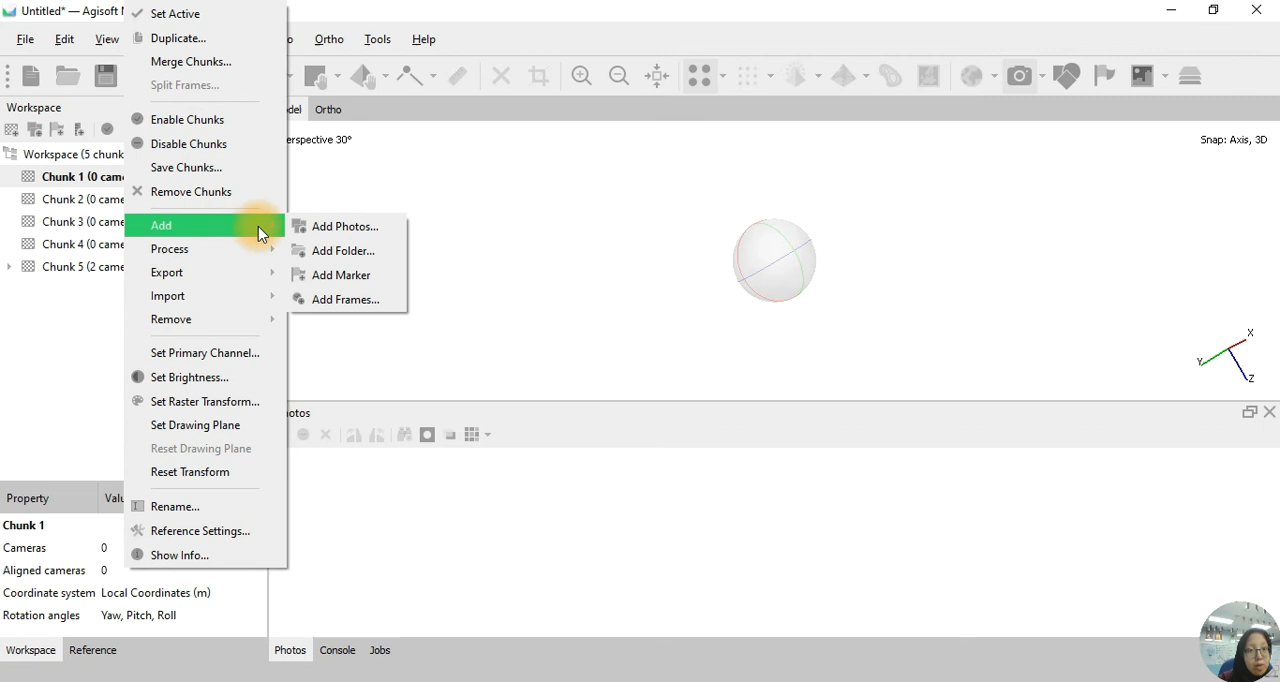 Untitled* — Agisoft M
File Edit View o Ortho Tools Help
Workspace
del Ortho
erspective 30°
Snap: Axis, 3D
Workspace (5 chunk
Chunk 1 (0 came
Chunk 2 (0 came
Chunk 3 (0 came
Chunk 4 (0 came
Chunk 5 (2 came
Set Active
Duplicate...
Merge Chunks...
Split Frames...
Enable Chunks
Disable Chunks
Save Chunks...
Remove Chunks
Add
Process
Export
Import
Remove
Set Primary Channel...
Set Brightness...
Set Raster Transform...
Set Drawing Plane
Reset Drawing Plane
Reset Transform
Rename...
Reference Settings...
Show Info...
Add Photos...
Add Folder...
Add Marker
Add Frames...
X
Y
Z
otos
Property Valu
Chunk 1
Cameras 0
Aligned cameras 0
Coordinate system Local Coordinates (m)
Rotation angles Yaw, Pitch, Roll
Workspace Reference
Photos Console Jobs